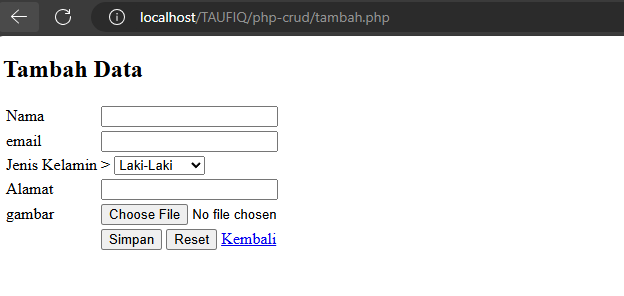 localhost/TAUFIQ/php-crud/tambah.php
Tambah Data
Nama
email
Jenis Kelamin > Laki-Laki
Alamat
gambar Choose File No file chosen
Simpan Reset Kembali